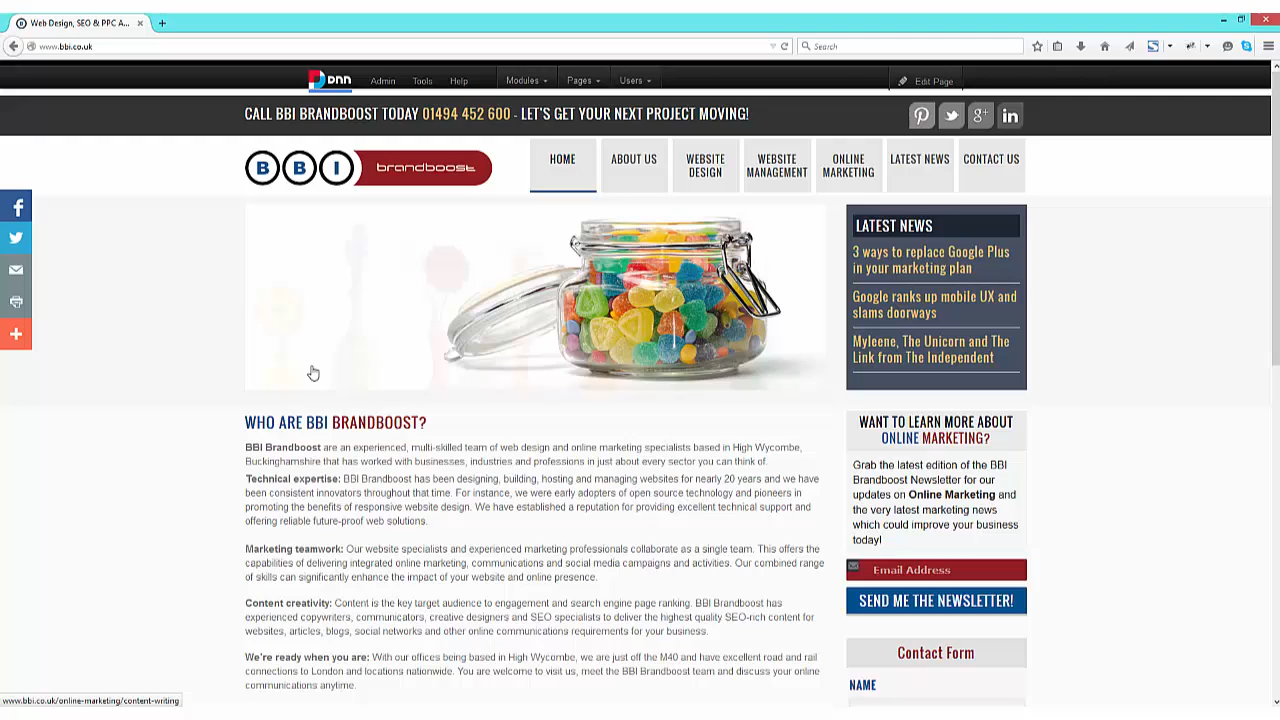 Web Design, SEO & PPC A...
www.bbi.co.uk
Search
DNN Admin Tools Help Modules Pages Users Edit Page
CALL BBI BRANDBOOST TODAY 01494 452 600 - LET'S GET YOUR NEXT PROJECT MOVING!
BBI brandboost
HOME
ABOUT US
WEBSITE
DESIGN
WEBSITE
MANAGEMENT
ONLINE
MARKETING
LATEST NEWS
CONTACT US
LATEST NEWS
3 ways to replace Google Plus
in your marketing plan
Google ranks up mobile UX and
slams doorways
Myleene, The Unicorn and The
Link from The Independent
WHO ARE BBI BRANDBOOST?
BBI Brandboost are an experienced, multi-skilled team of web design and online marketing specialists based in High Wycombe,
Buckinghamshire that has worked with businesses, industries and professions in just about every sector you can think of.
Technical expertise: BBI Brandboost has been designing, building, hosting and managing websites for nearly 20 years and we have
been consistent innovators throughout that time. For instance, we were early adopters of open source technology and pioneers in
promoting the benefits of responsive website design. We have established a reputation for providing excellent technical support and
offering reliable future-proof web solutions.
Marketing teamwork: Our website specialists and experienced marketing professionals collaborate as a single team. This offers the
capabilities of delivering integrated online marketing, communications and social media campaigns and activities. Our combined range
of skills can significantly enhance the impact of your website and online presence.
Content creativity: Content is the key target audience to engagement and search engine page ranking. BBI Brandboost has
experienced copywriters, communicators, creative designers and SEO specialists to deliver the highest quality SEO-rich content for
websites, articles, blogs, social networks and other online communications requirements for your business.
We're ready when you are: With our offices being based in High Wycombe, we are just off the M40 and have excellent road and rail
connections to London and locations nationwide. You are welcome to visit us, meet the BBI Brandboost team and discuss your online
communications anytime.
WANT TO LEARN MORE ABOUT
ONLINE MARKETING?
Grab the latest edition of the BBI
Brandboost Newsletter for our
updates on Online Marketing and
the very latest marketing news
which could improve your business
today!
Email Address
SEND ME THE NEWSLETTER!
Contact Form
NAME
www.bbi.co.uk/online-marketing/content-writing